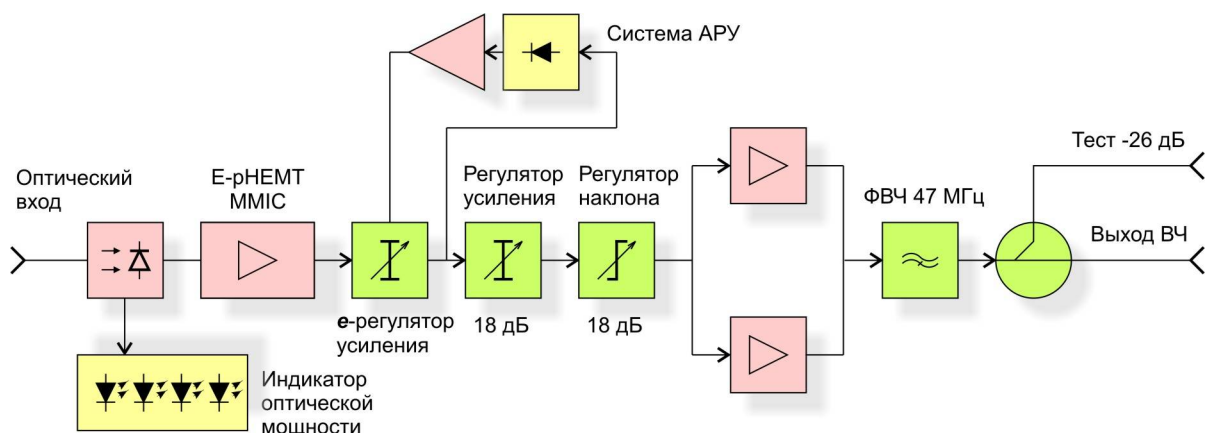 Система АРУ
Оптический
вход
E-pHEMT
MMIC
Регулятор
усиления
Регулятор
наклона
Тест -26 дБ
ФВЧ 47 МГц
Выход ВЧ
е-регулятор
усиления
18 дБ
18 дБ
Индикатор
оптической
мощности